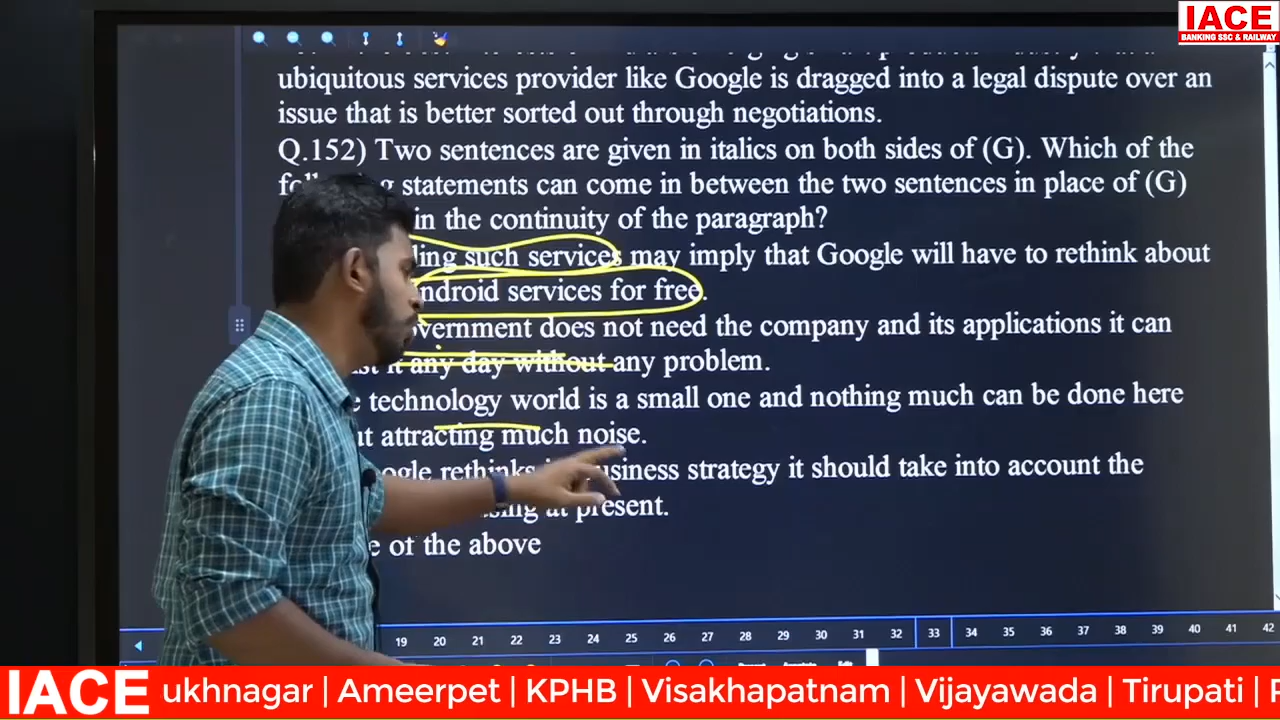 IACE
BANKING SSC & RAILWAY
ubiquitous services provider like Google is dragged into a legal dispute over an
issue that is better sorted out through negotiations.
Q.152) Two sentences are given in italics on both sides of (G). Which of the
statements can come in between the two sentences in place of (G)
in the continuity of the paragraph?
such services may imply that Google will have to rethink about
services for free.
does not need the company and its applications it can
it any day without any problem.
technology world is a small one and nothing much can be done here
attracting much noise.
rethinks business strategy it should take into account the
at present.
of the above
19 20 21 22 23 24 25 26 27 28 29 30 31 32 33 34 35 36 37 38 39 40 41 42
IACE ukhnagar | Ameerpet | KPHB | Visakhapatnam | Vijayawada | Tirupati |